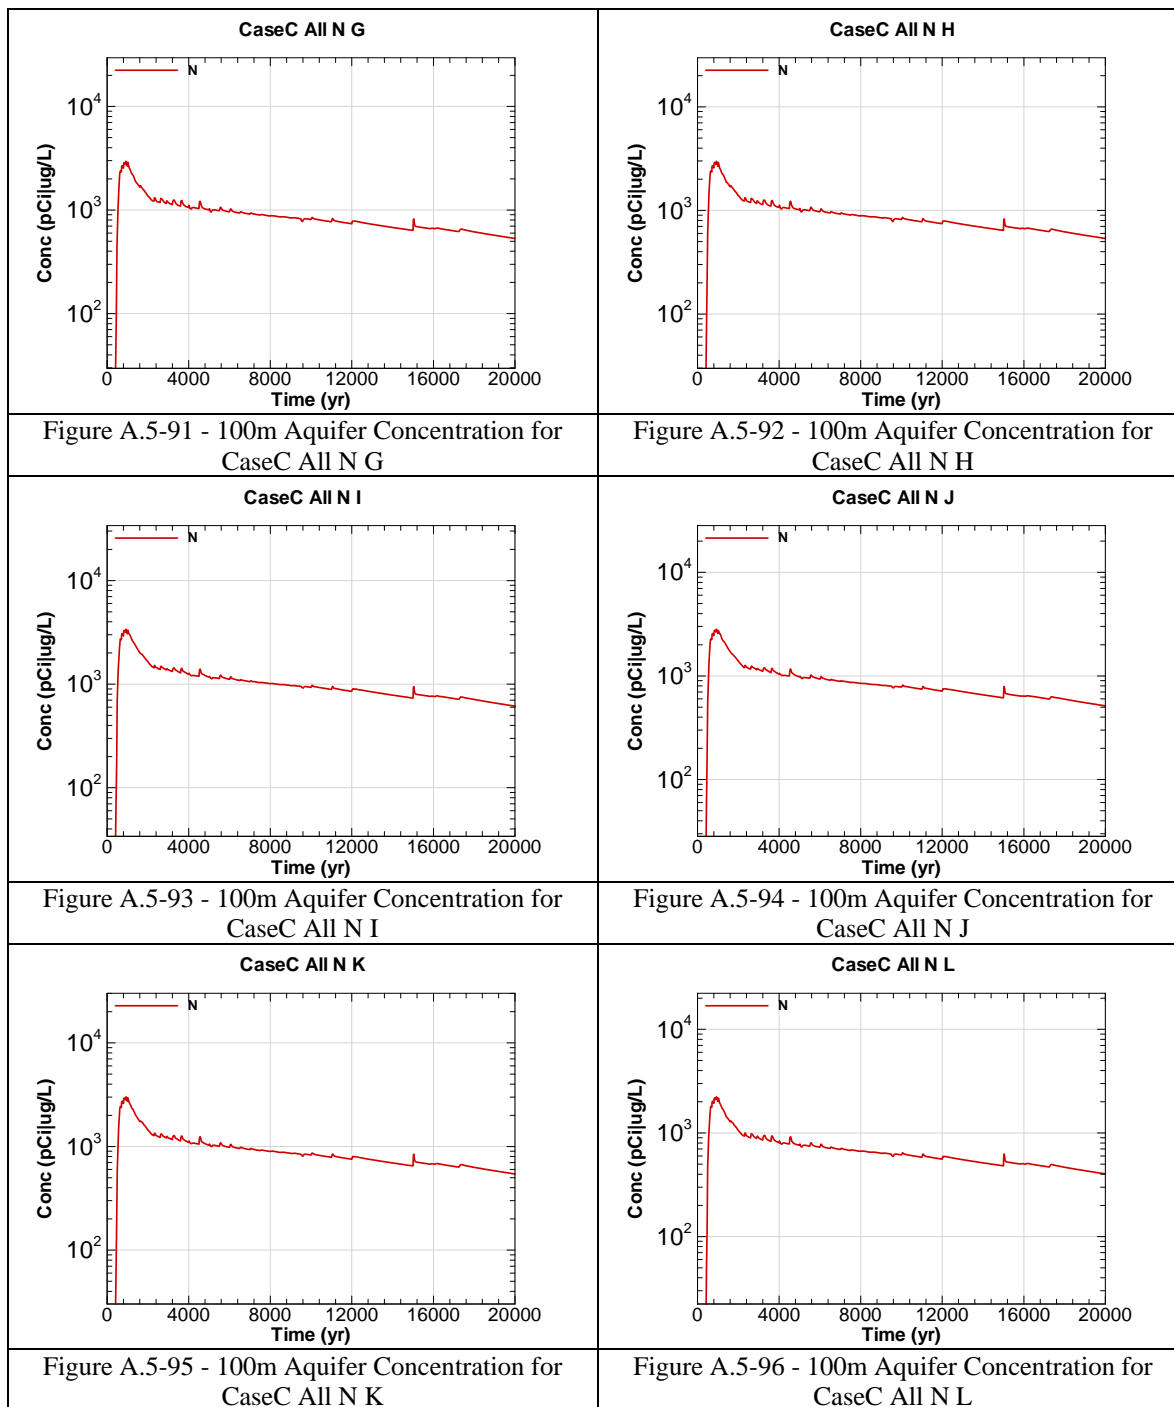 CaseC All N G
N
10^4
10^3
10^2
Conc (pCi|ug/L)
0 4000 8000 12000 16000 20000
Time (yr)
Figure A.5-91 - 100m Aquifer Concentration for
CaseC All N G
CaseC All N H
N
10^4
10^3
10^2
Conc (pCi|ug/L)
0 4000 8000 12000 16000 20000
Time (yr)
Figure A.5-92 - 100m Aquifer Concentration for
CaseC All N H
CaseC All N I
N
10^4
10^3
10^2
Conc (pCi|ug/L)
0 4000 8000 12000 16000 20000
Time (yr)
Figure A.5-93 - 100m Aquifer Concentration for
CaseC All N I
CaseC All N J
N
10^4
10^3
10^2
Conc (pCi|ug/L)
0 4000 8000 12000 16000 20000
Time (yr)
Figure A.5-94 - 100m Aquifer Concentration for
CaseC All N J
CaseC All N K
N
10^4
10^3
10^2
Conc (pCi|ug/L)
0 4000 8000 12000 16000 20000
Time (yr)
Figure A.5-95 - 100m Aquifer Concentration for
CaseC All N K
CaseC All N L
N
10^4
10^3
10^2
Conc (pCi|ug/L)
0 4000 8000 12000 16000 20000
Time (yr)
Figure A.5-96 - 100m Aquifer Concentration for
CaseC All N L